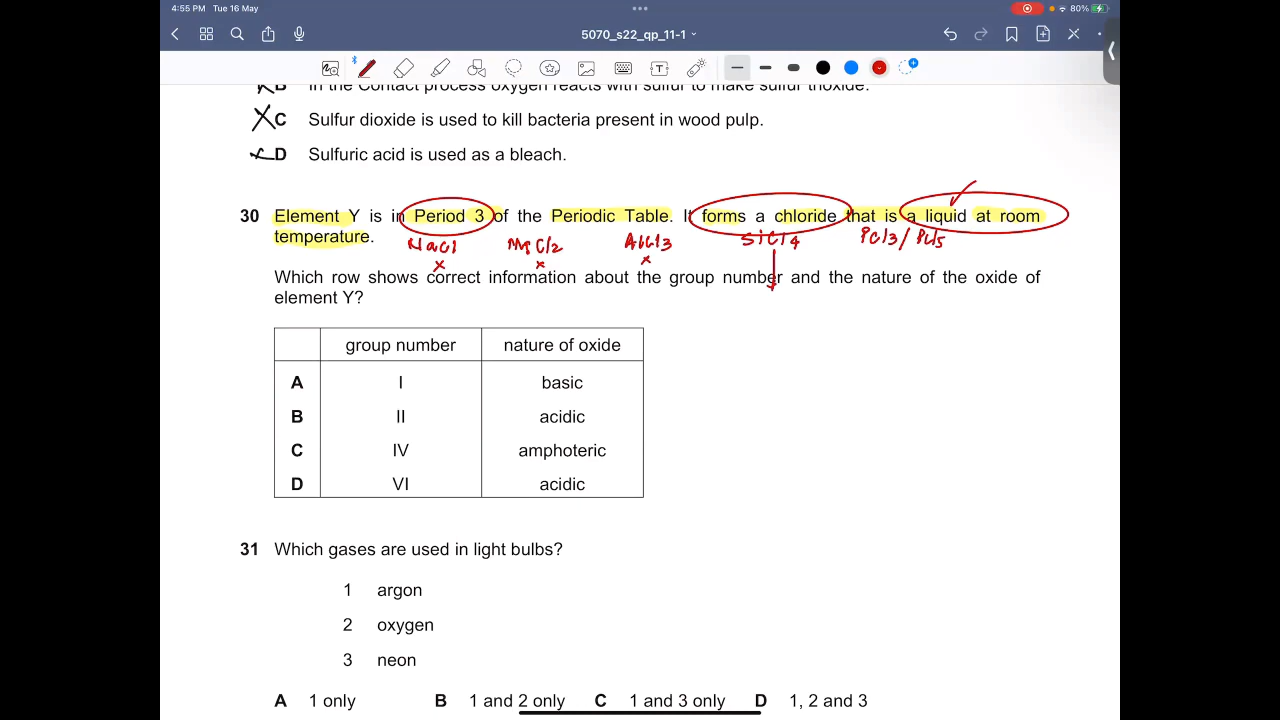 4:55 PM Tue 16 May
80%
5070_s22_qp_11-1
B In the Contact process oxygen reacts with sulfur to make sulfur trioxide.
C Sulfur dioxide is used to kill bacteria present in wood pulp.
D Sulfuric acid is used as a bleach.
30 Element Y is in Period 3 of the Periodic Table. It forms a chloride that is a liquid at room
temperature.
NaCl MgCl2 AlCl3 SiCl4 PCl3/PCl5
Which row shows correct information about the group number and the nature of the oxide of
element Y?
group number nature of oxide
A I basic
B II acidic
C IV amphoteric
D VI acidic
31 Which gases are used in light bulbs?
1 argon
2 oxygen
3 neon
A 1 only B 1 and 2 only C 1 and 3 only D 1, 2 and 3